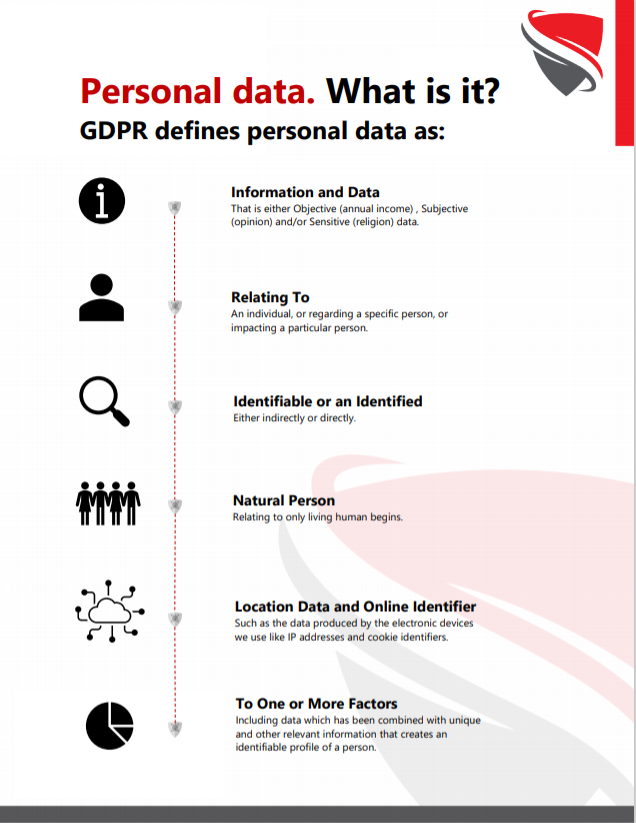 Personal data. What is it?
GDPR defines personal data as:
Information and Data
That is either Objective (annual income) , Subjective
(opinion) and/or Sensitive (religion) data.
Relating To
An individual, or regarding a specific person, or
impacting a particular person.
Identifiable or an Identified
Either indirectly or directly.
Natural Person
Relating to only living human begins.
Location Data and Online Identifier
Such as the data produced by the electronic devices
we use like IP addresses and cookie identifiers.
To One or More Factors
Including data which has been combined with unique
and other relevant information that creates an
identifiable profile of a person.